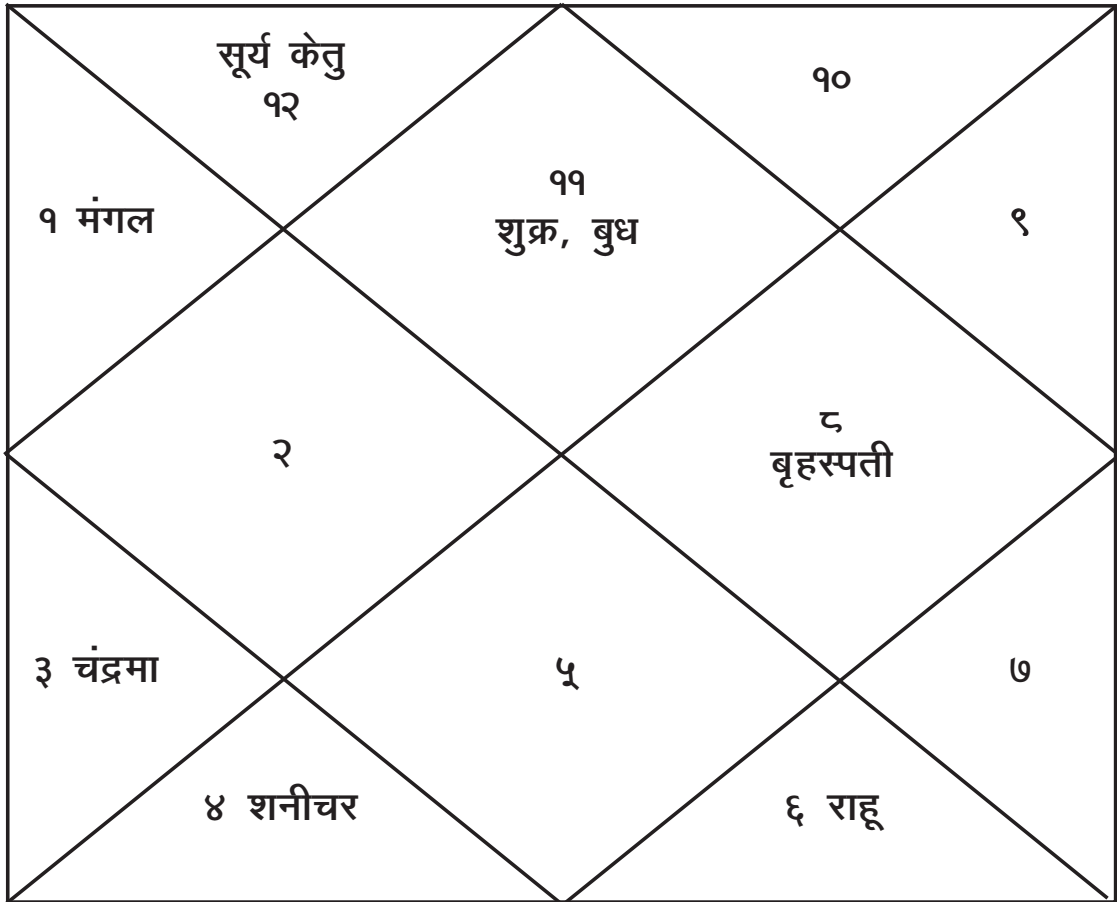 सूर्य केतु
१२
१०
११
शुक्र, बुध
१ मंगल
९
२
८
बृहस्पती
३ चंद्रमा
५
७
४ शनीचर
६ राहू